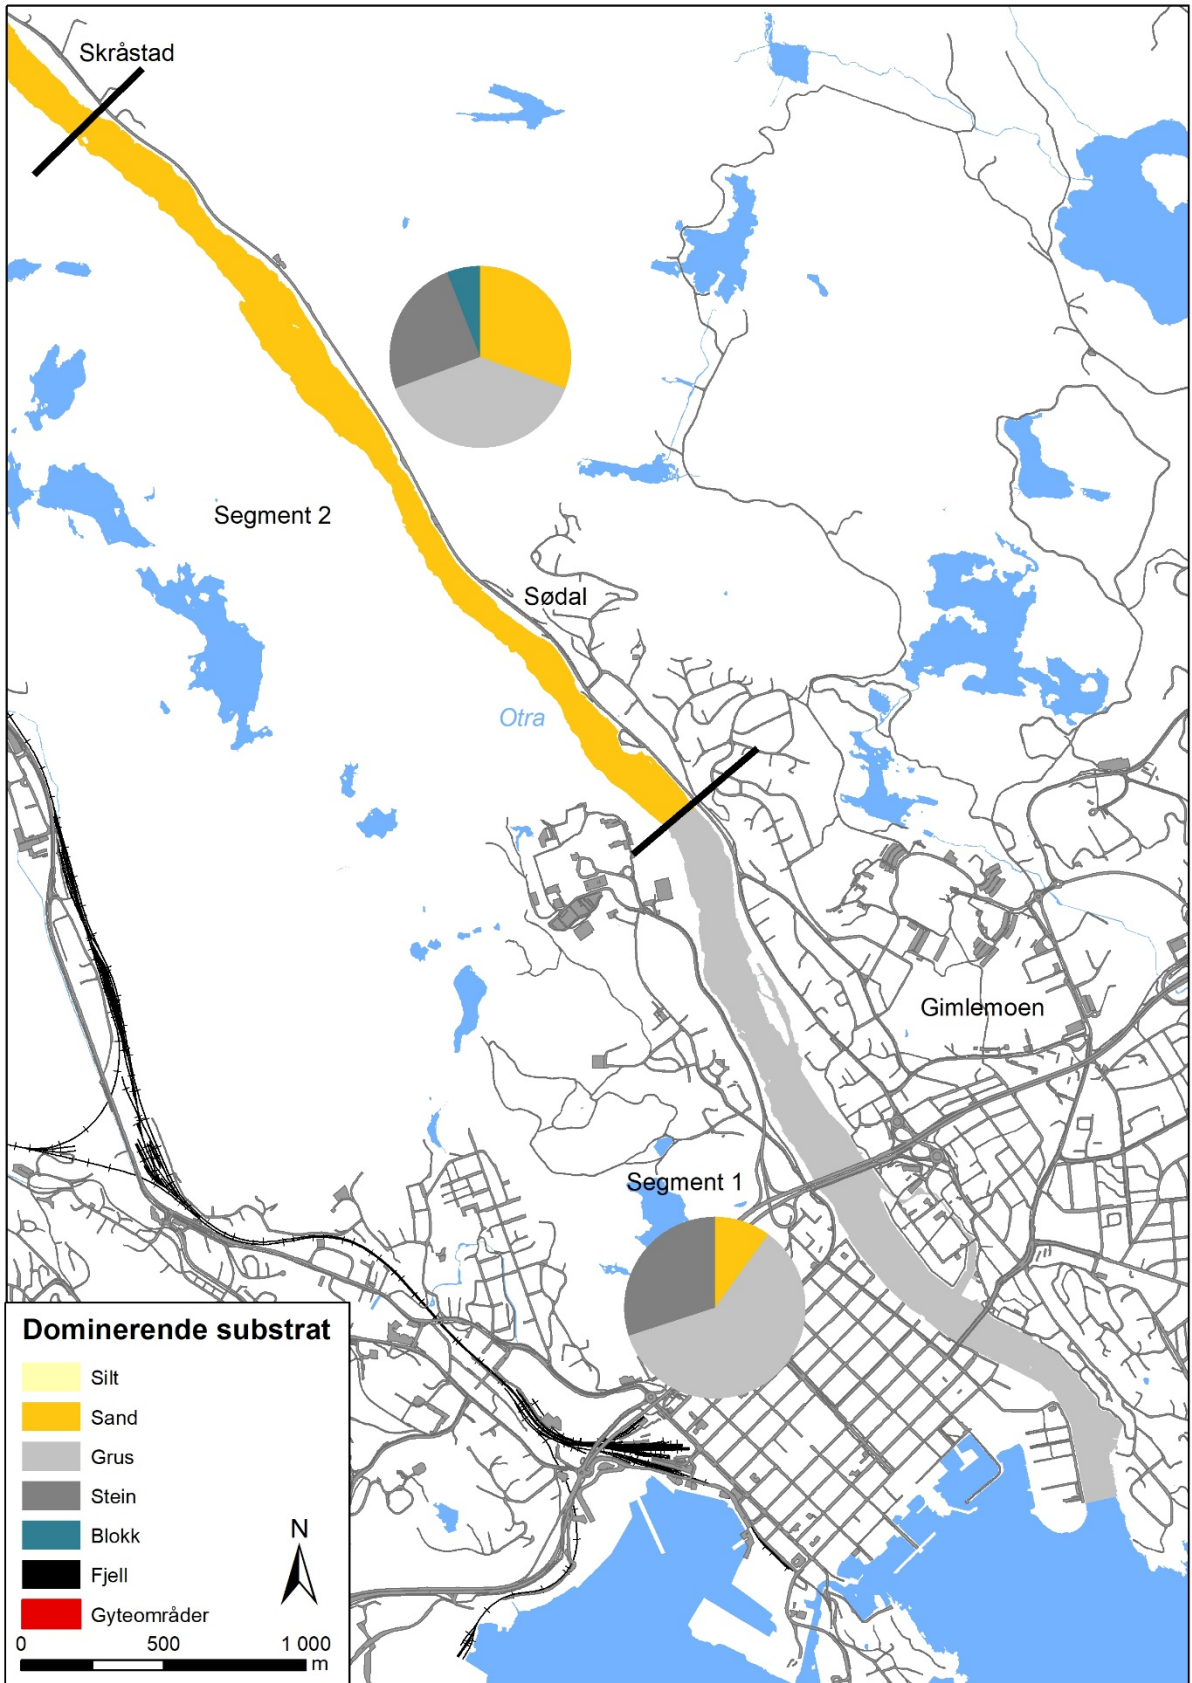 Skråstad
Segment 2
Sødal
Otra
Gimlemoen
Segment 1
Dominerende substrat
Silt
Sand
Grus
Stein
Blokk
Fjell
Gyteområder
N
0 500 1 000
m